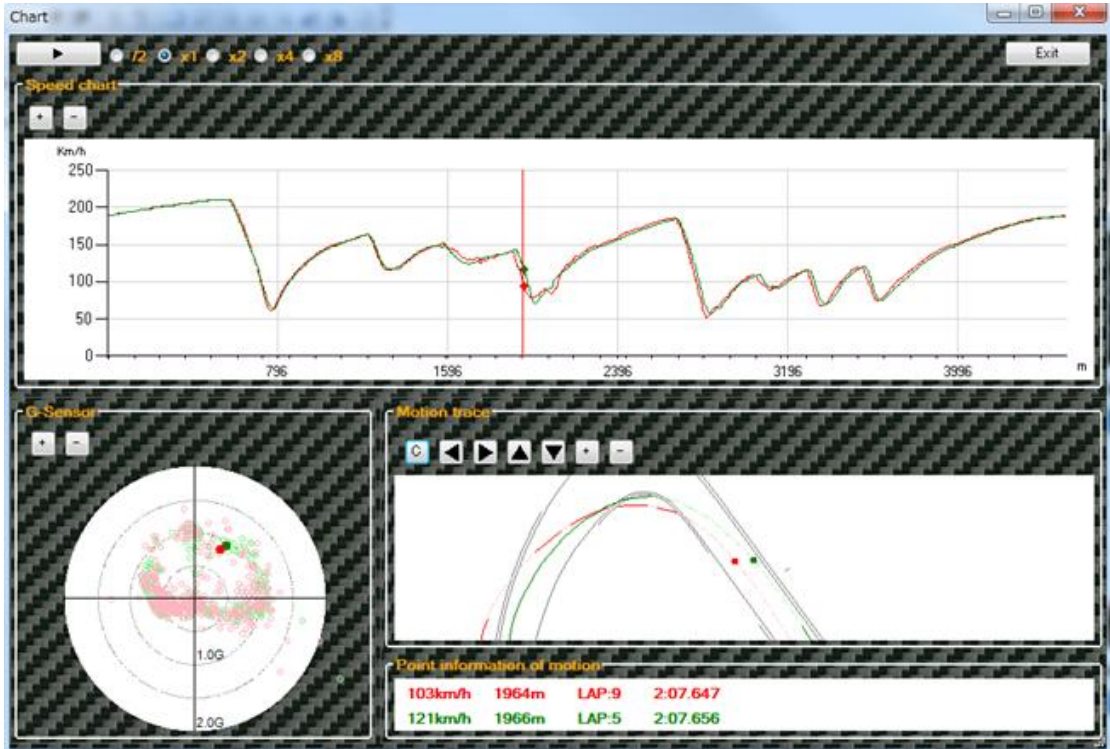 Chart
/2 x1 x2 x4 x8
Exit
Speed chart
+ -
Km/h
250
200
150
100
50
0
796 1596 2396 3196 3996 m
G-Sensor
+ -
1.0G
2.0G
Motion trace
C + -
Point information of motion
103km/h 1964m LAP:9 2:07.647
121km/h 1966m LAP:5 2:07.656